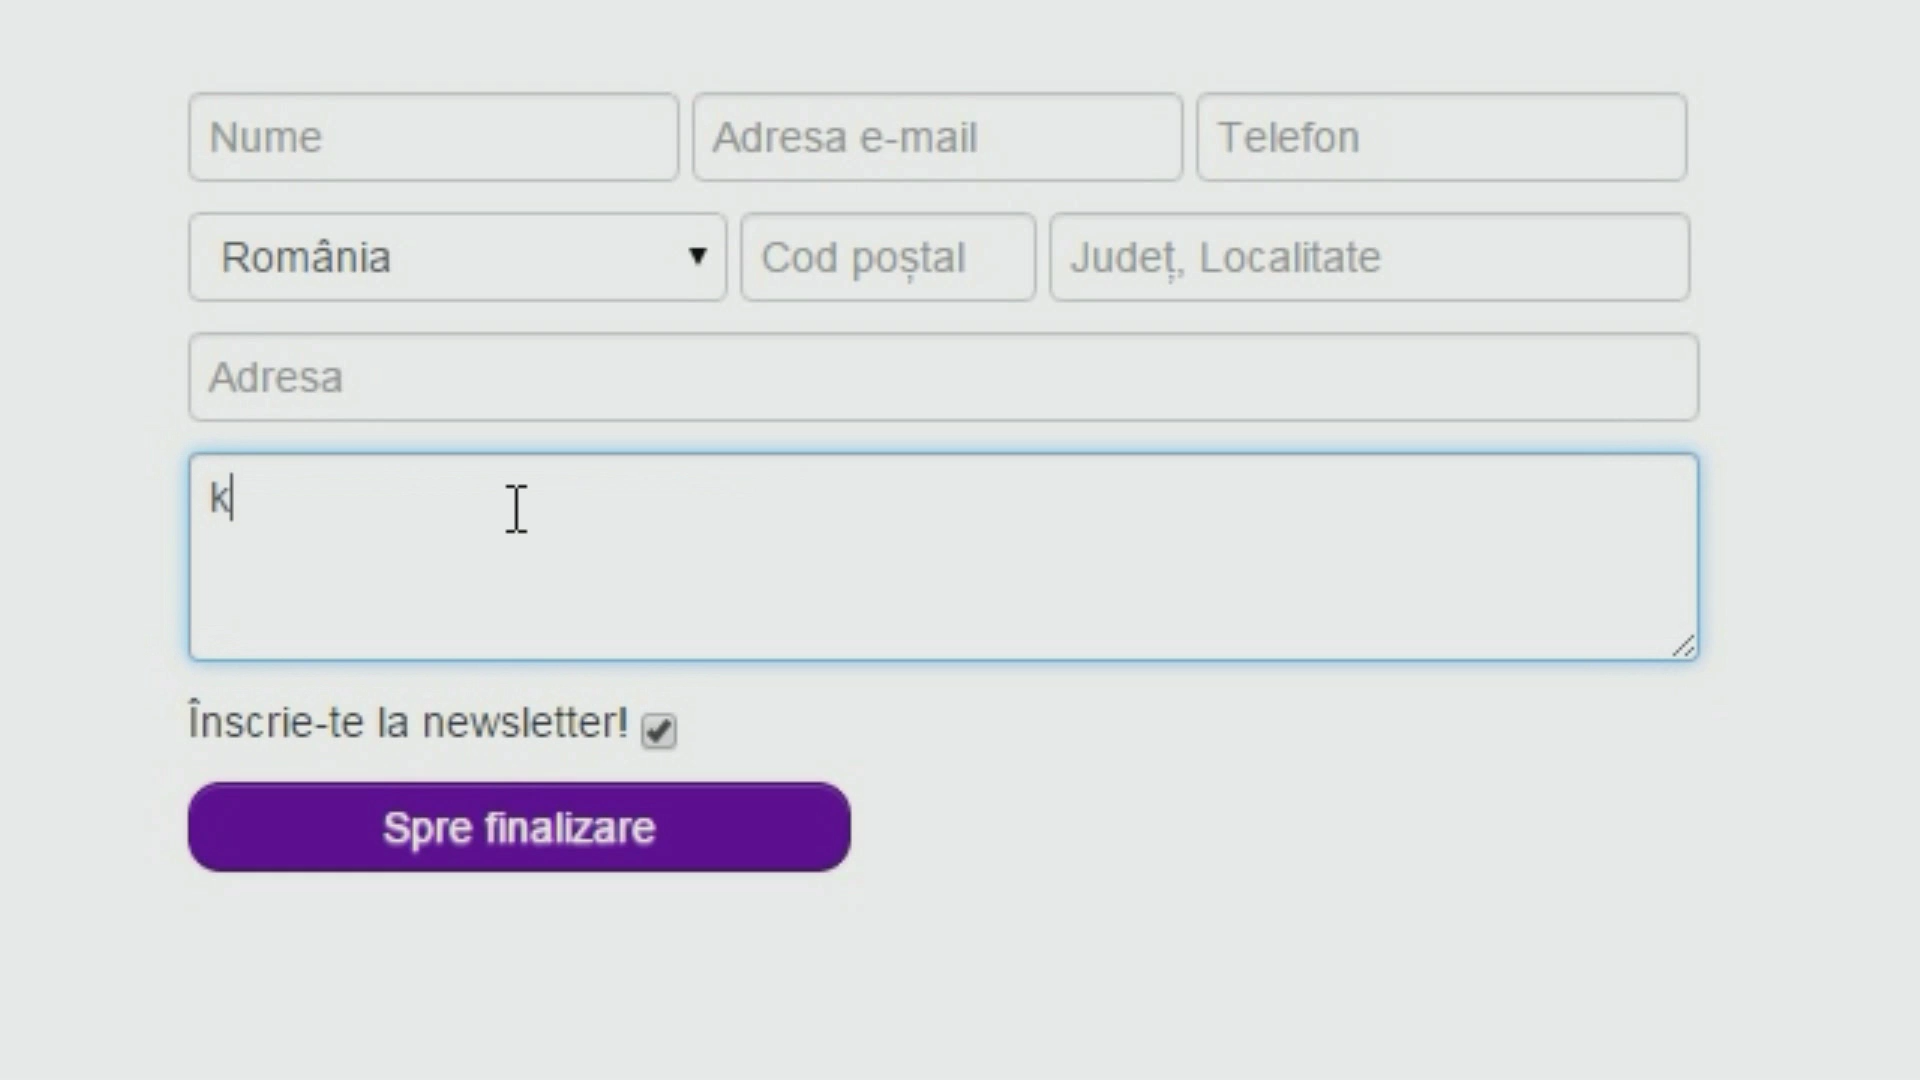 Nume Adresa e-mail Telefon
România Cod poștal Județ, Localitate
Adresa
k
Înscrie-te la newsletter!
Spre finalizare